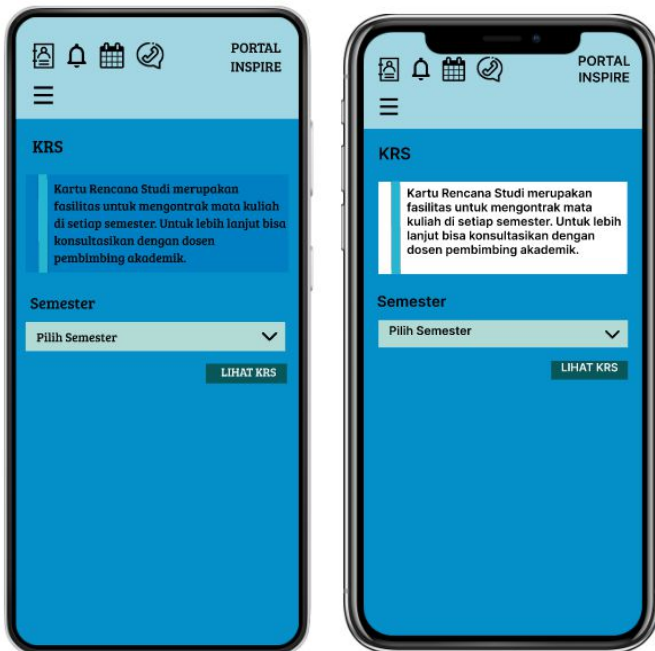 PORTAL
INSPIRE
KRS
Kartu Rencana Studi merupakan
fasilitas untuk mengontrak mata kuliah
di setiap semester. Untuk lebih lanjut bisa
konsultasikan dengan dosen
pembimbing akademik.
Semester
Pilih Semester
LIHAT KRS
PORTAL
INSPIRE
KRS
Kartu Rencana Studi merupakan
fasilitas untuk mengontrak mata
kuliah di setiap semester. Untuk lebih
lanjut bisa konsultasikan dengan
dosen pembimbing akademik.
Semester
Pilih Semester
LIHAT KRS